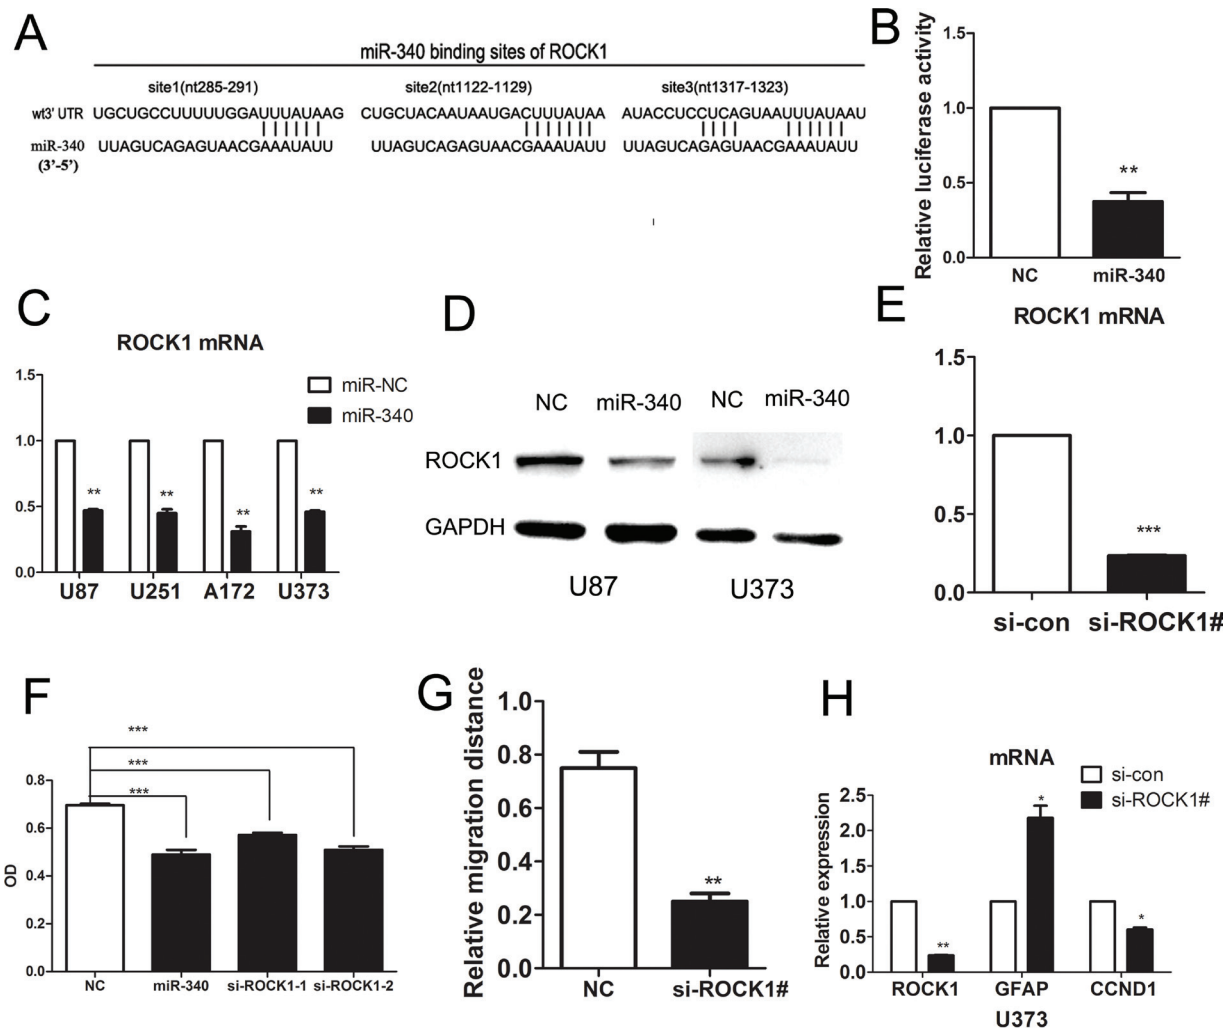 A
miR-340 binding sites of ROCK1
site1(nt285-291) site2(nt1122-1129) site3(nt1317-1323)
wt3' UTR UGCUGCCUUUUUGGAUUUAUAAG CUGCUACAAUAAUGACUUUAUAA AUACCUCCUCAGUAAUUUAUAAU
miR-340 UUAGUCAGAGUAACGAAAUAUU UUAGUCAGAGUAACGAAAUAUU UUAGUCAGAGUAACGAAAUAUU
(3'-5')
B
Relative luciferase activity
1.5
1.0
0.5
0.0
**
NC miR-340
C
ROCK1 mRNA
1.5
1.0
0.5
0.0
miR-NC
miR-340
** ** ** **
U87 U251 A172 U373
D
NC miR-340 NC miR-340
ROCK1
GAPDH
U87 U373
E
ROCK1 mRNA
1.5
1.0
0.5
0.0
***
si-con si-ROCK1#
F
***
***
***
OD
0.8
0.6
0.4
0.2
0.0
NC miR-340 si-ROCK1-1 si-ROCK1-2
G
Relative migration distance
1.0
0.8
0.6
0.4
0.2
0.0
**
NC si-ROCK1#
H
mRNA
si-con
si-ROCK1#
Relative expression
2.5
2.0
1.5
1.0
0.5
0.0
** * *
ROCK1 GFAP CCND1
U373